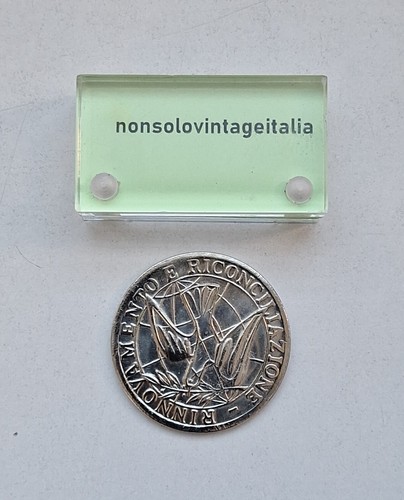 nonsolovintageitalia
RINNOVAMENTO E RICONCILIAZIONE -